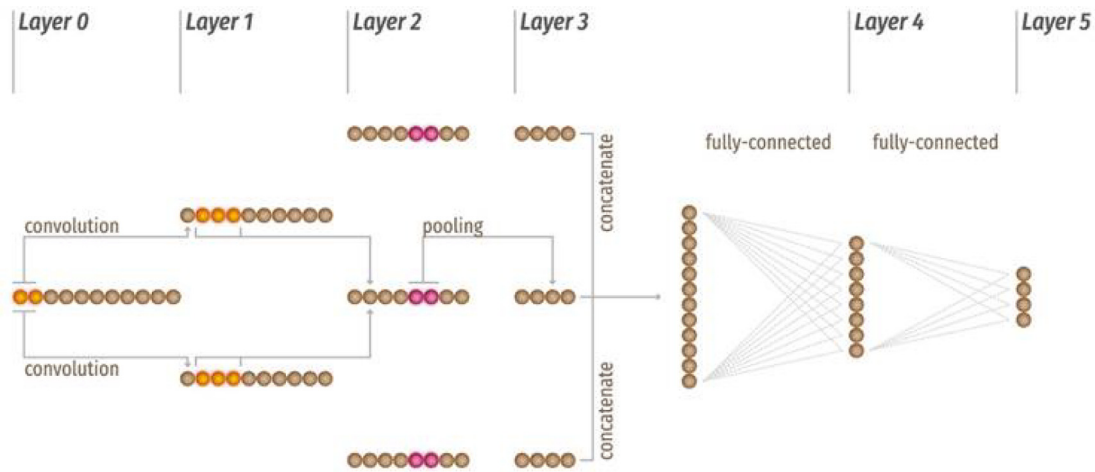 Layer 0
Layer 1
Layer 2
Layer 3
Layer 4
Layer 5
fully-connected
fully-connected
concatenate
convolution
pooling
convolution
concatenate